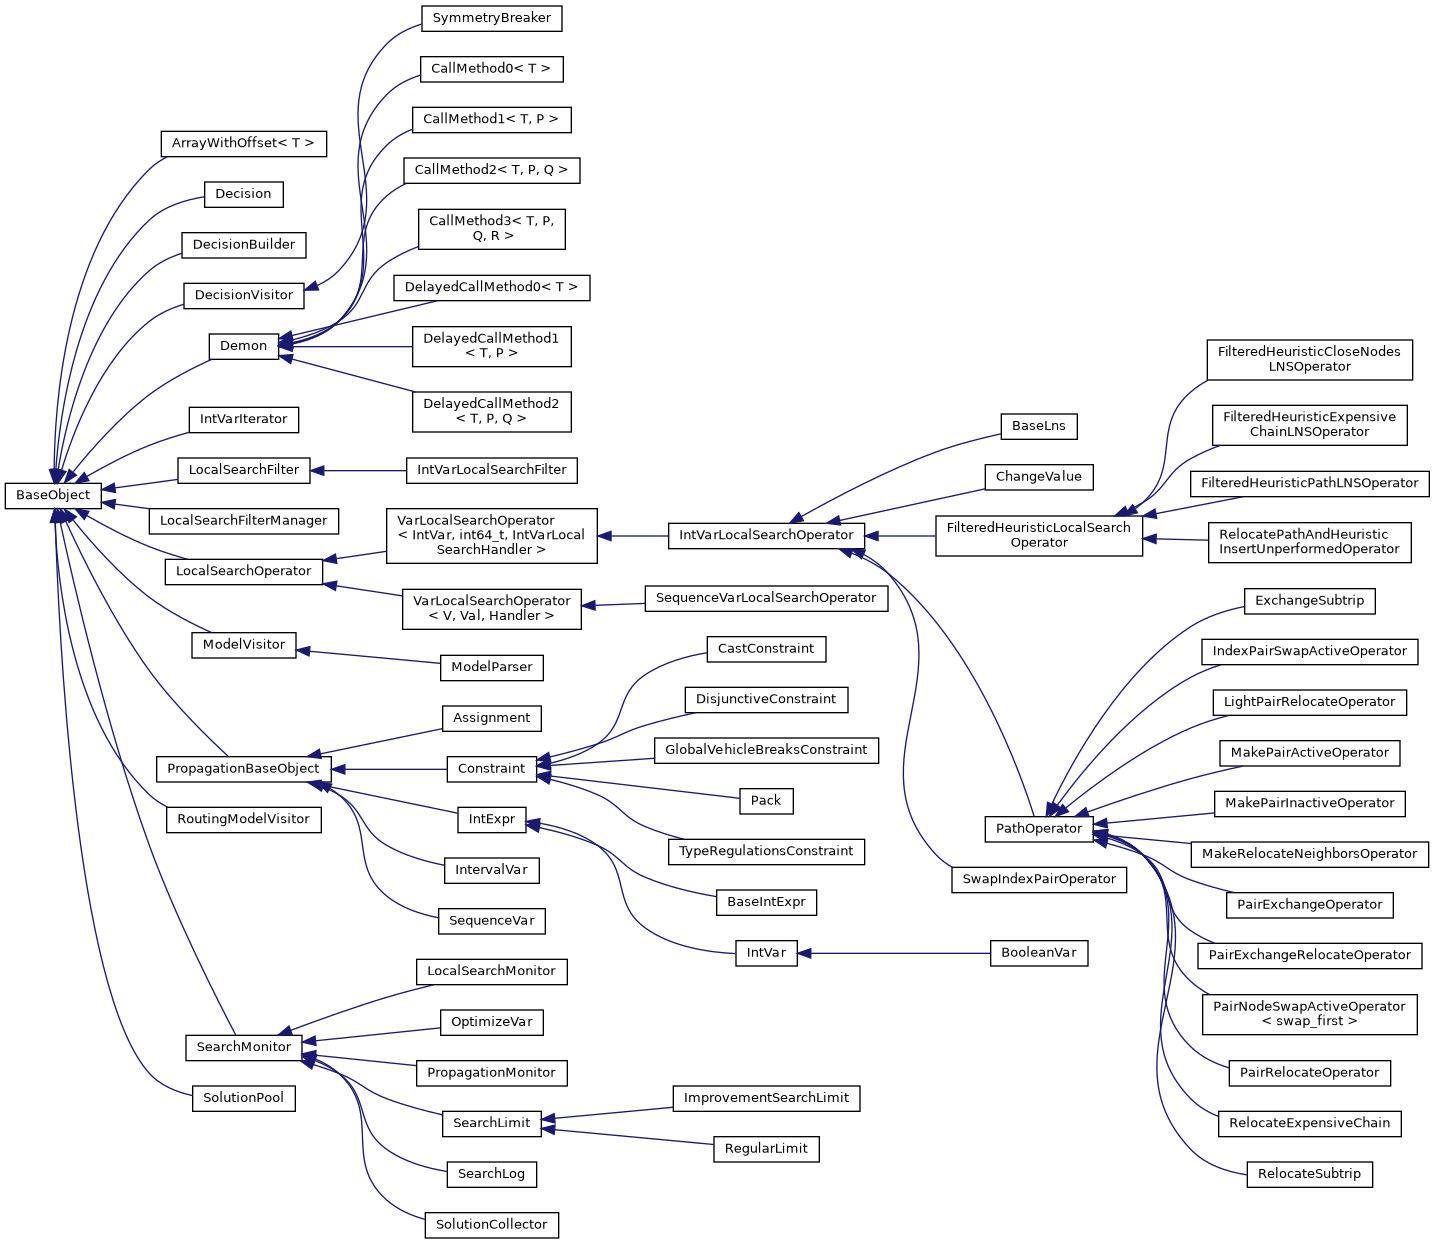 SymmetryBreaker
CallMethod0< T >
CallMethod1< T, P >
ArrayWithOffset< T >
CallMethod2< T, P, Q >
Decision
CallMethod3< T, P,
Q, R >
DecisionBuilder
DecisionVisitor
DelayedCallMethod0< T >
Demon
DelayedCallMethod1
< T, P >
DelayedCallMethod2
< T, P, Q >
IntVarIterator
LocalSearchFilter
IntVarLocalSearchFilter
BaseObject
LocalSearchFilterManager
VarLocalSearchOperator
< IntVar, int64_t, IntVarLocal
SearchHandler >
LocalSearchOperator
VarLocalSearchOperator
< V, Val, Handler >
IntVarLocalSearchOperator
SequenceVarLocalSearchOperator
BaseLns
ChangeValue
FilteredHeuristicLocalSearch
Operator
FilteredHeuristicCloseNodes
LNSOperator
FilteredHeuristicExpensive
ChainLNSOperator
FilteredHeuristicPathLNSOperator
RelocatePathAndHeuristic
InsertUnperformedOperator
ModelVisitor
ModelParser
CastConstraint
DisjunctiveConstraint
Assignment
GlobalVehicleBreaksConstraint
PropagationBaseObject
Constraint
Pack
RoutingModelVisitor
IntExpr
TypeRegulationsConstraint
IntervalVar
BaseIntExpr
SequenceVar
IntVar
BooleanVar
ExchangeSubtrip
IndexPairSwapActiveOperator
LightPairRelocateOperator
MakePairActiveOperator
MakePairInactiveOperator
PathOperator
MakeRelocateNeighborsOperator
SwapIndexPairOperator
PairExchangeOperator
PairExchangeRelocateOperator
PairNodeSwapActiveOperator
< swap_first >
PairRelocateOperator
RelocateExpensiveChain
RelocateSubtrip
LocalSearchMonitor
OptimizeVar
SearchMonitor
PropagationMonitor
SolutionPool
ImprovementSearchLimit
SearchLimit
RegularLimit
SearchLog
SolutionCollector